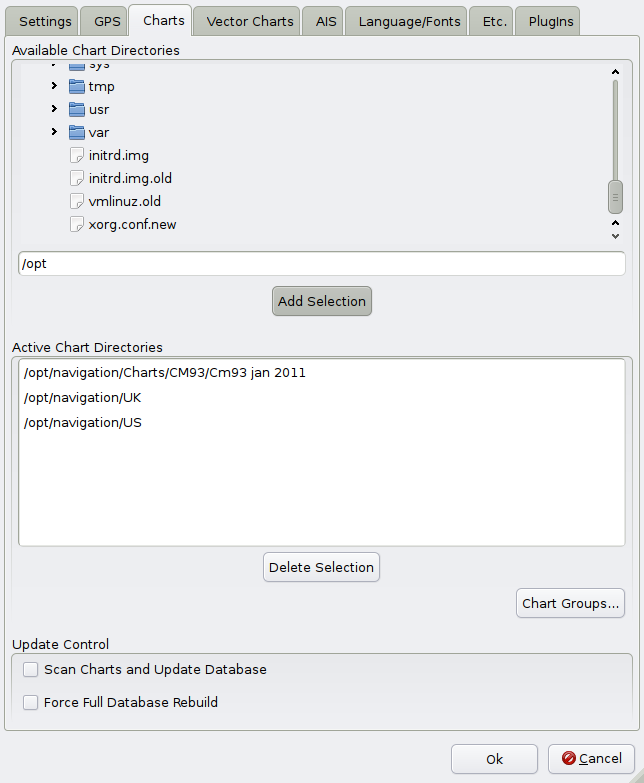 Settings GPS Charts Vector Charts AIS Language/Fonts Etc. PlugIns
Available Chart Directories
sys
tmp
usr
var
initrd.img
initrd.img.old
vmlinuz.old
xorg.conf.new
/opt
Add Selection
Active Chart Directories
/opt/navigation/Charts/CM93/Cm93 jan 2011
/opt/navigation/UK
/opt/navigation/US
Delete Selection
Chart Groups...
Update Control
Scan Charts and Update Database
Force Full Database Rebuild
Ok Cancel